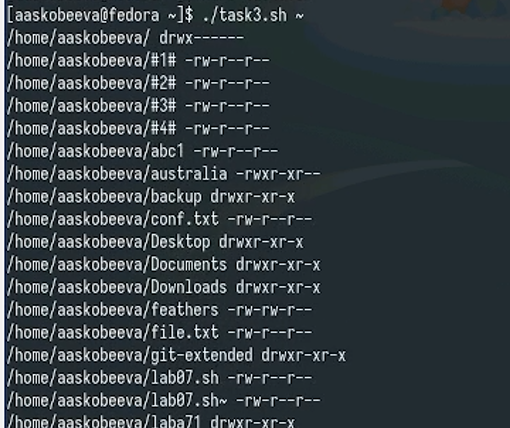 [aaskobeeva@fedora ~]$ ./task3.sh ~
/home/aaskobeeva/ drwx------
/home/aaskobeeva/#1# -rw-r--r--
/home/aaskobeeva/#2# -rw-r--r--
/home/aaskobeeva/#3# -rw-r--r--
/home/aaskobeeva/#4# -rw-r--r--
/home/aaskobeeva/abc1 -rw-r--r--
/home/aaskobeeva/australia -rwxr-xr--
/home/aaskobeeva/backup drwxr-xr-x
/home/aaskobeeva/conf.txt -rw-r--r--
/home/aaskobeeva/Desktop drwxr-xr-x
/home/aaskobeeva/Documents drwxr-xr-x
/home/aaskobeeva/Downloads drwxr-xr-x
/home/aaskobeeva/feathers -rw-rw-r--
/home/aaskobeeva/file.txt -rw-r--r--
/home/aaskobeeva/git-extended drwxr-xr-x
/home/aaskobeeva/lab07.sh -rw-r--r--
/home/aaskobeeva/lab07.sh~ -rw-r--r--
/home/aaskobeeva/laba71 drwxr-xr-x